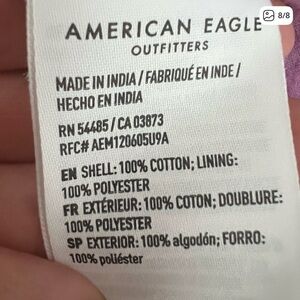 8/8
AMERICAN EAGLE
OUTFITTERS
MADE IN INDIA / FABRIQUÉ EN INDE /
HECHO EN INDIA
RN 54485 / CA 03873
RFC# AEM120605U9A
EN SHELL: 100% COTTON; LINING:
100% POLYESTER
FR EXTÉRIEUR: 100% COTON; DOUBLURE:
100% POLYESTER
SP EXTERIOR: 100% algodón; FORRO:
100% poliéster